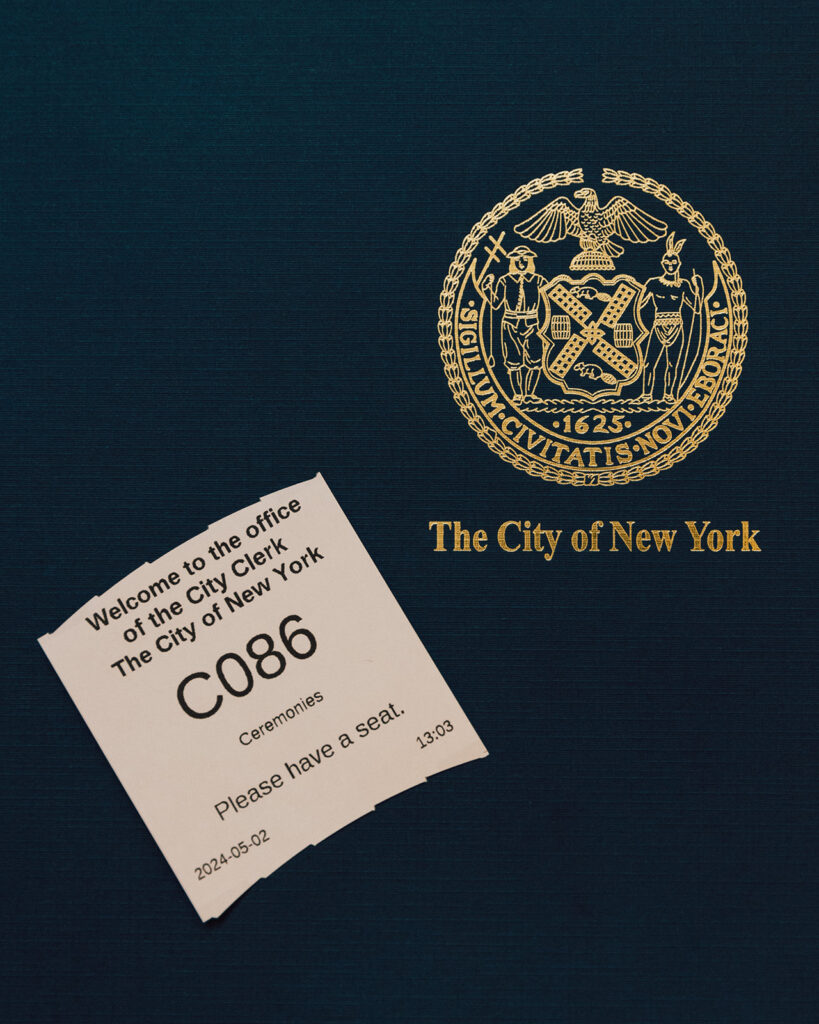 ·SIGILLUM·CIVITATIS·NOVI·EBORACI·
·1625·
The City of New York
Welcome to the office
of the City Clerk
The City of New York
C086
Ceremonies
Please have a seat.
2024-05-02 13:03